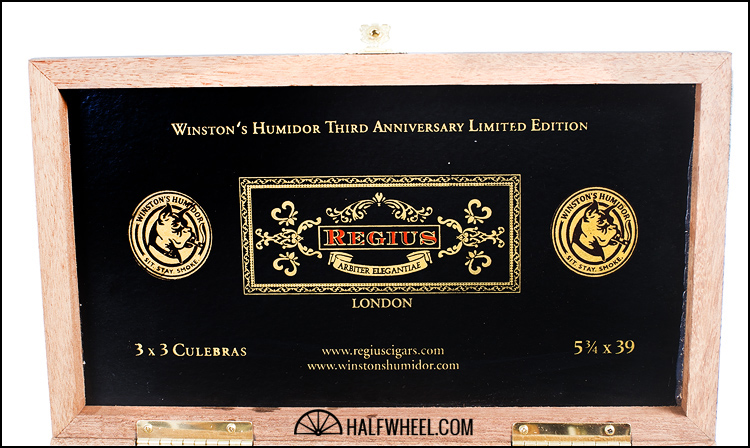 WINSTON'S HUMIDOR THIRD ANNIVERSARY LIMITED EDITION
WINSTON'S HUMIDOR
SIT. STAY. SMOKE.
REGIUS
ARBITER ELEGANTIAE
LONDON
WINSTON'S HUMIDOR
SIT. STAY. SMOKE.
3 X 3 CULEBRAS
www.regiuscigars.com
www.winstonshumidor.com
5 ¾ x 39
HALFWHEEL.COM